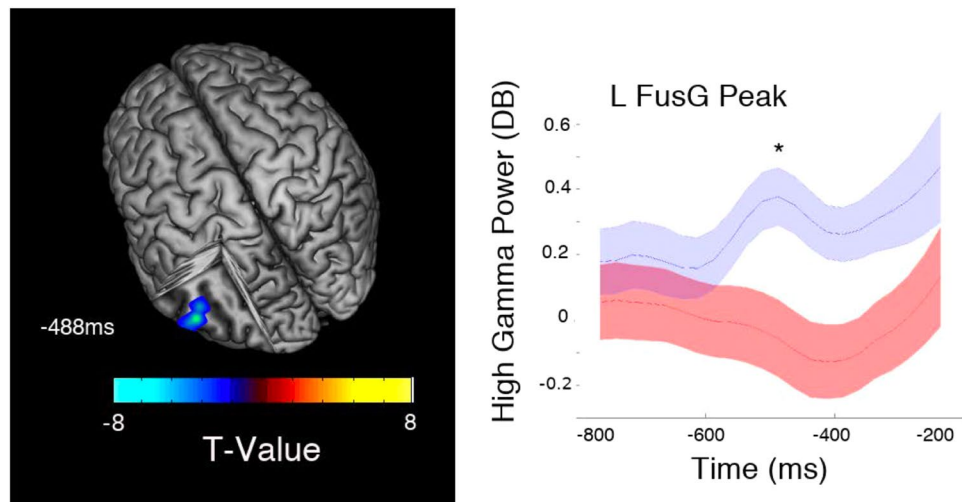 -488ms
-8
8
T-Value
L FusG Peak
*
High Gamma Power (DB)
0.6
0.4
0.2
0
-0.2
-800
-600
-400
-200
Time (ms)